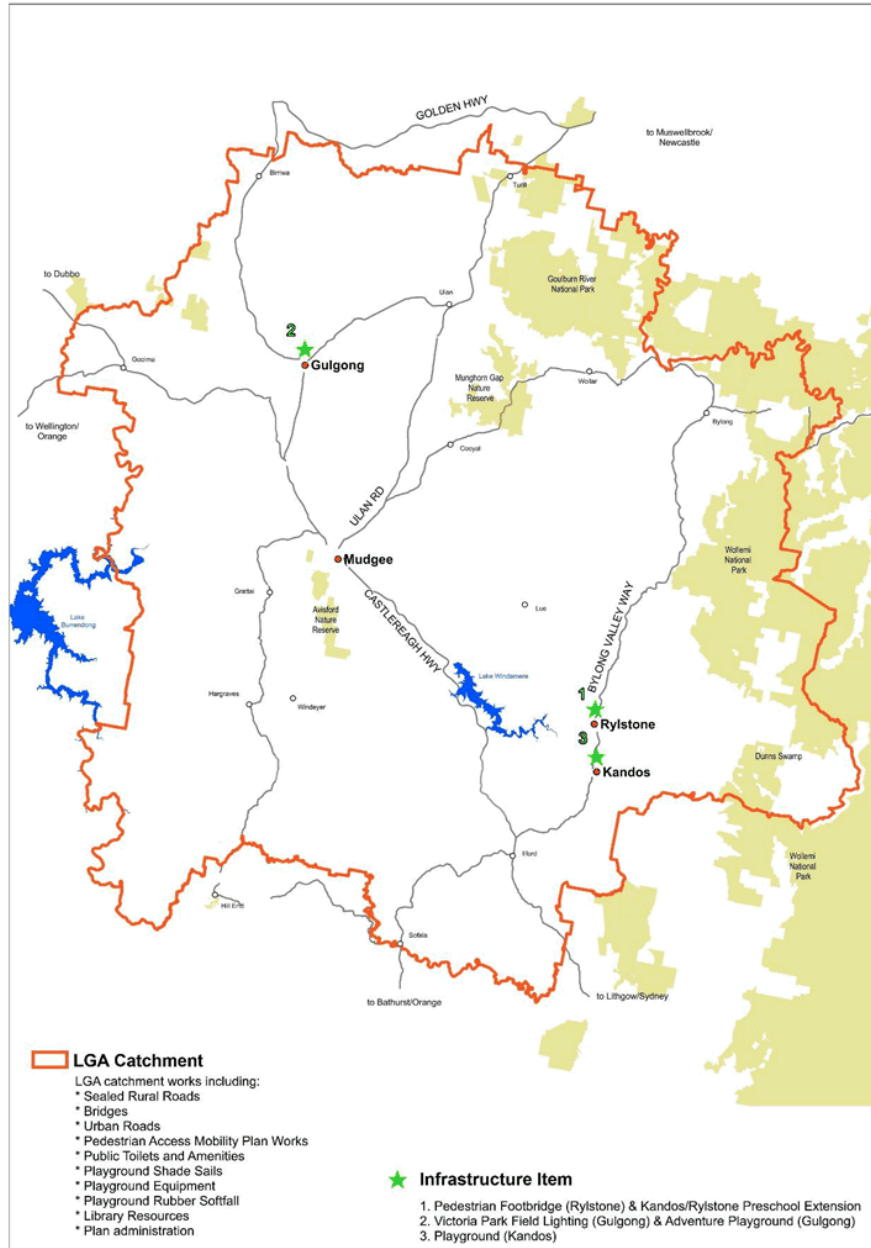 GOLDEN HWY
to Muswellbrook/
Newcastle
Birriwa
Turill
to Dubbo
Goulburn River
National Park
Ulan
2
Gulgong
Goolma
Munghorn Gap
Nature
Reserve
Wollar
Bylong
to Wellington/
Orange
Cooyal
ULAN RD
Mudgee
Wollemi
National
Park
Lake
Burrendong
Grattai
Avisford
Nature
Reserve
CASTLEREAGH HWY
Lue
BYLONG VALLEY WAY
Lake Windamere
Hargraves
Windeyer
1
Rylstone
3
Kandos
Dunns Swamp
Ilford
Wollemi
National
Park
Hill End
Sofala
to Bathurst/Orange
to Lithgow/Sydney
LGA Catchment
LGA catchment works including:
* Sealed Rural Roads
* Bridges
* Urban Roads
* Pedestrian Access Mobility Plan Works
* Public Toilets and Amenities
* Playground Shade Sails
* Playground Equipment
* Playground Rubber Softfall
* Library Resources
* Plan administration
Infrastructure Item
1. Pedestrian Footbridge (Rylstone) & Kandos/Rylstone Preschool Extension
2. Victoria Park Field Lighting (Gulgong) & Adventure Playground (Gulgong)
3. Playground (Kandos)